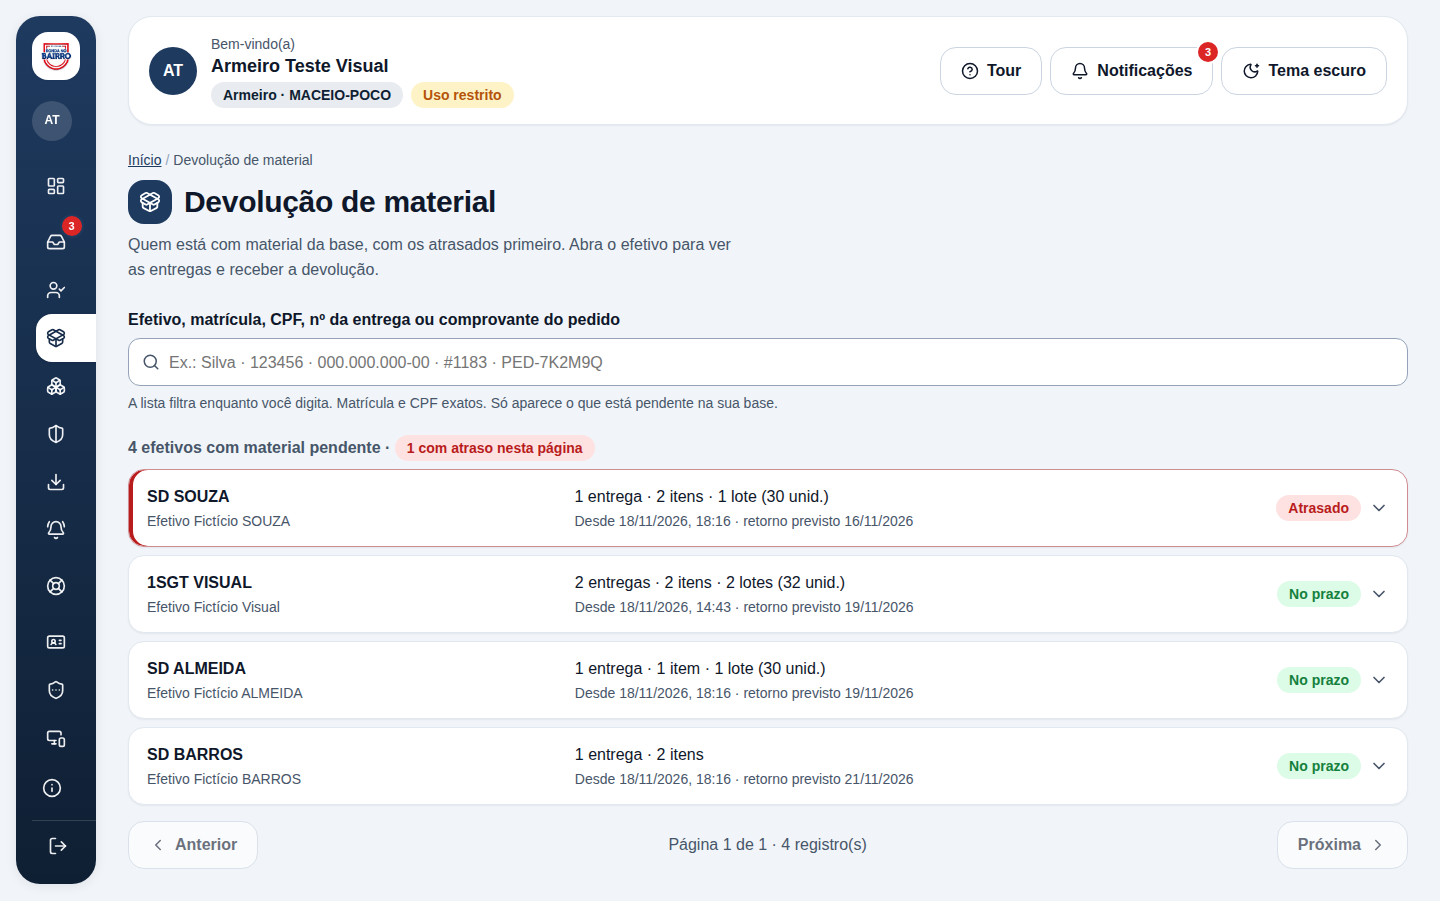 RONDA NO
BAIRRO
AT
3
AT
Bem-vindo(a)
Armeiro Teste Visual
Armeiro · MACEIO-POCO
Uso restrito
Tour
Notificações
3
Tema escuro
Início / Devolução de material
Devolução de material
Quem está com material da base, com os atrasados primeiro. Abra o efetivo para ver
as entregas e receber a devolução.
Efetivo, matrícula, CPF, nº da entrega ou comprovante do pedido
Ex.: Silva · 123456 · 000.000.000-00 · #1183 · PED-7K2M9Q
A lista filtra enquanto você digita. Matrícula e CPF exatos. Só aparece o que está pendente na sua base.
4 efetivos com material pendente · 1 com atraso nesta página
SD SOUZA
Efetivo Fictício SOUZA
1 entrega · 2 itens · 1 lote (30 unid.)
Desde 18/11/2026, 18:16 · retorno previsto 16/11/2026
Atrasado
1SGT VISUAL
Efetivo Fictício Visual
2 entregas · 2 itens · 2 lotes (32 unid.)
Desde 18/11/2026, 14:43 · retorno previsto 19/11/2026
No prazo
SD ALMEIDA
Efetivo Fictício ALMEIDA
1 entrega · 1 item · 1 lote (30 unid.)
Desde 18/11/2026, 18:16 · retorno previsto 19/11/2026
No prazo
SD BARROS
Efetivo Fictício BARROS
1 entrega · 2 itens
Desde 18/11/2026, 18:16 · retorno previsto 21/11/2026
No prazo
Anterior
Página 1 de 1 · 4 registro(s)
Próxima